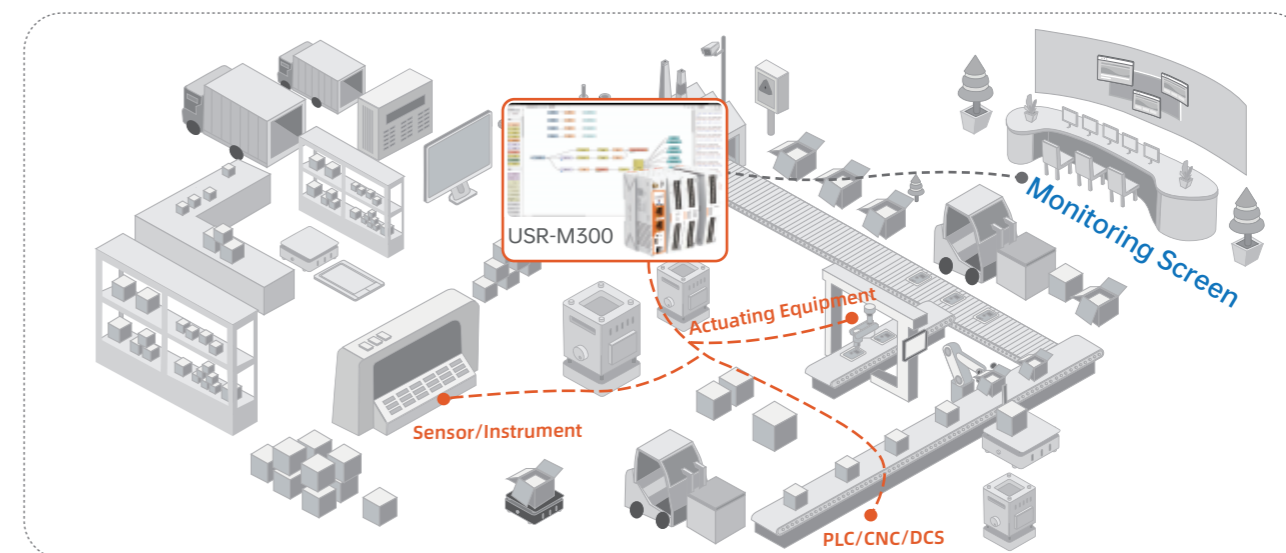 USR-M300
Monitoring Screen
Actuating Equipment
Sensor/Instrument
PLC/CNC/DCS